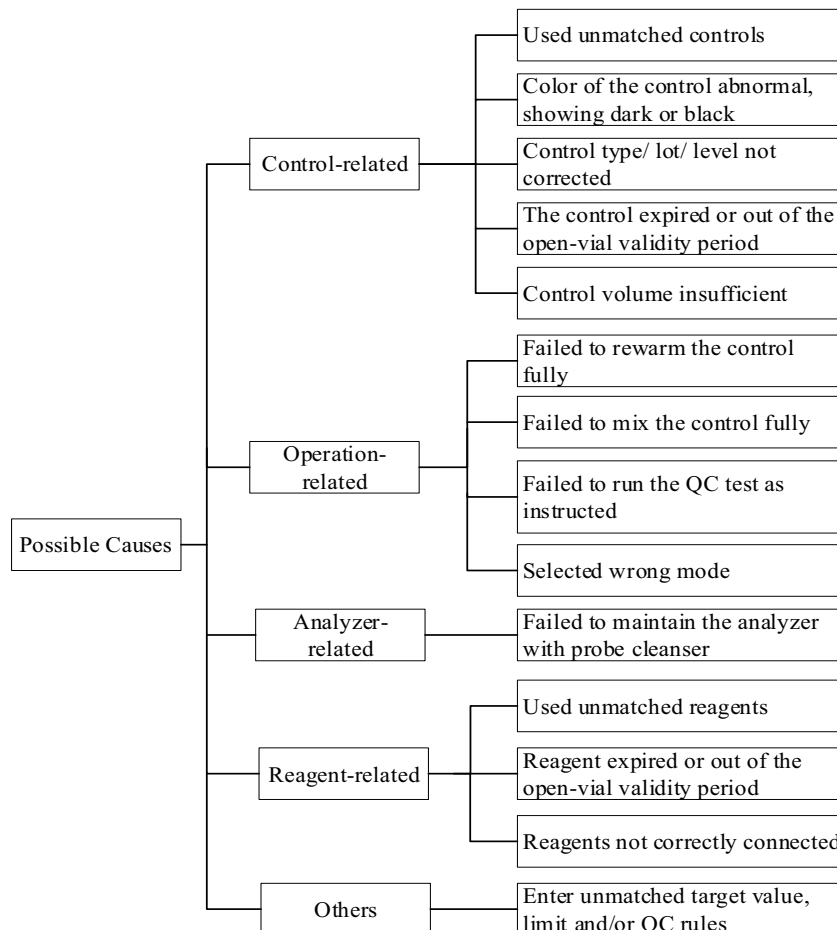 Used unmatched controls
Color of the control abnormal,
showing dark or black
Control-related
Control type/ lot/ level not
corrected
The control expired or out of the
open-vial validity period
Control volume insufficient
Failed to rewarm the control
fully
Failed to mix the control fully
Operation-
related
Failed to run the QC test as
instructed
Selected wrong mode
Possible Causes
Analyzer-
related
Failed to maintain the analyzer
with probe cleanser
Used unmatched reagents
Reagent-related
Reagent expired or out of the
open-vial validity period
Reagents not correctly connected
Others
Enter unmatched target value,
limit and/or QC rules